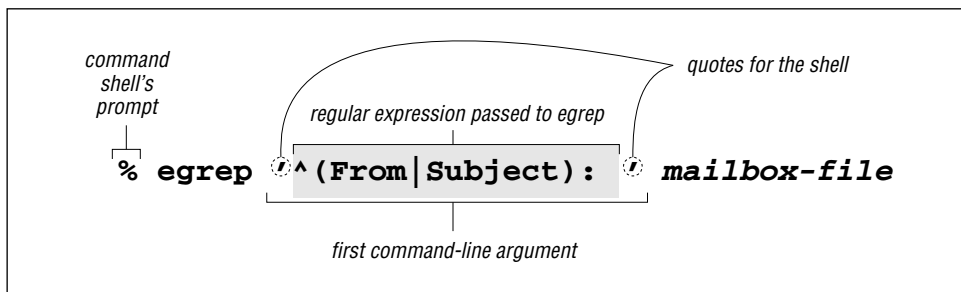 command
shell's
prompt
quotes for the shell
regular expression passed to egrep
% egrep '^(From|Subject): ' mailbox-file
first command-line argument